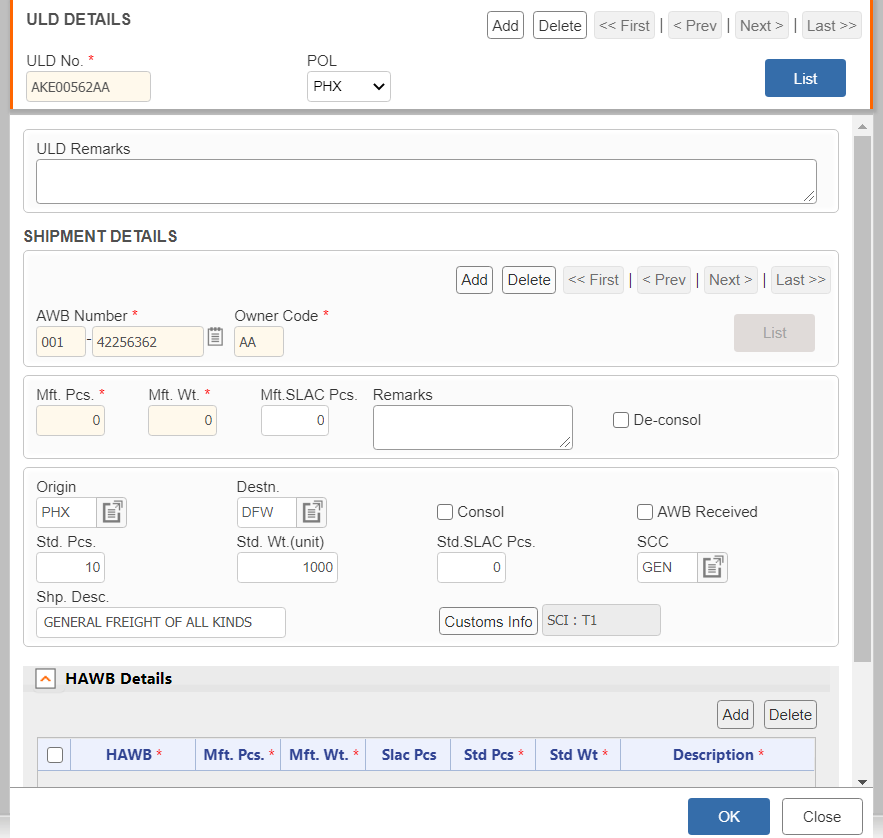 ULD DETAILS
Add Delete << First | < Prev | Next > | Last >>
ULD No. * POL
AKE00562AA PHX List
ULD Remarks
SHIPMENT DETAILS
Add Delete << First | < Prev | Next > | Last >>
AWB Number * Owner Code *
001 - 42256362 AA List
Mft. Pcs. * Mft. Wt. * Mft.SLAC Pcs. Remarks
0 0 0 De-consol
Origin Destn.
PHX DFW Consol AWB Received
Std. Pcs. Std. Wt.(unit) Std.SLAC Pcs. SCC
10 1000 0 GEN
Shp. Desc.
GENERAL FREIGHT OF ALL KINDS Customs Info SCI : T1
HAWB Details
Add Delete
HAWB * Mft. Pcs. * Mft. Wt. * Slac Pcs Std Pcs * Std Wt * Description *
OK Close